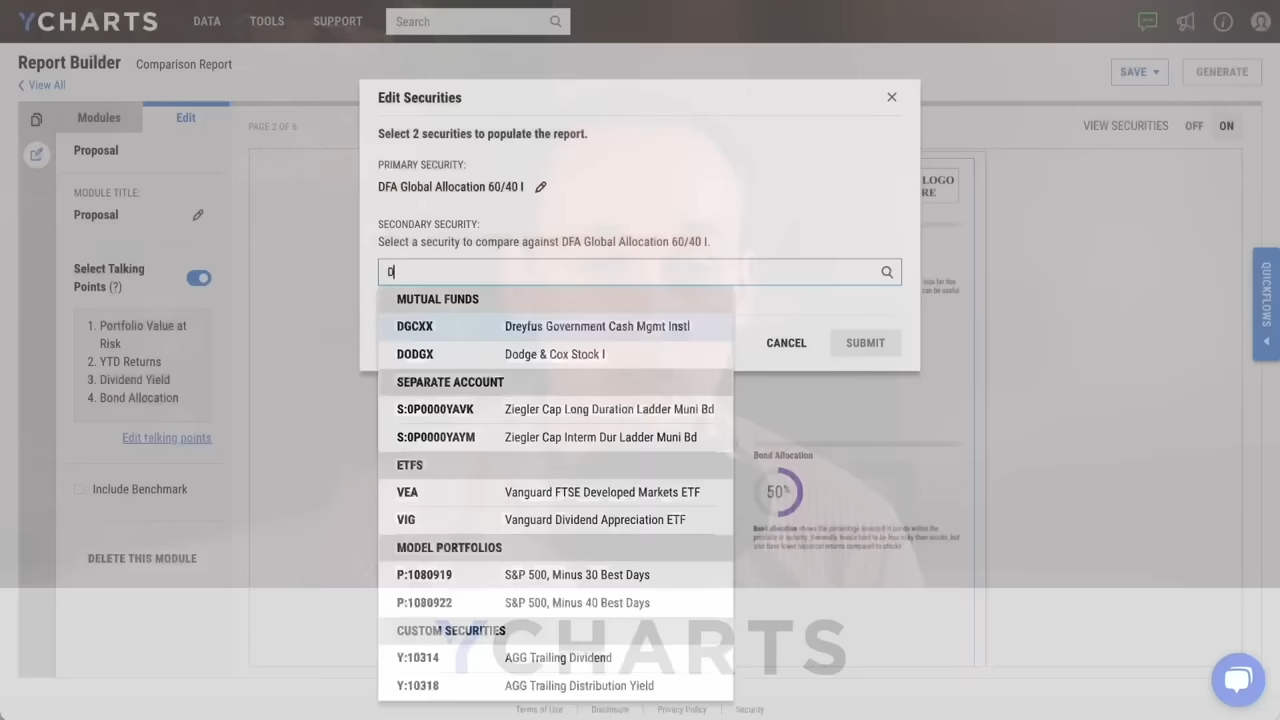 YCHARTS
DATA
TOOLS
SUPPORT
Search
Report Builder
Comparison Report
View All
SAVE
GENERATE
Modules
Edit
PAGE 2 OF 6
VIEW SECURITIES
OFF
ON
Proposal
MODULE TITLE:
Proposal
Select Talking
Points (?)
1. Portfolio Value at
Risk
2. YTD Returns
3. Dividend Yield
4. Bond Allocation
Edit talking points
Include Benchmark
DELETE THIS MODULE
Edit Securities
Select 2 securities to populate the report.
PRIMARY SECURITY:
DFA Global Allocation 60/40 I
SECONDARY SECURITY:
Select a security to compare against DFA Global Allocation 60/40 I.
D
MUTUAL FUNDS
DGCXX Dreyfus Government Cash Mgmt Instl
DODGX Dodge & Cox Stock I
SEPARATE ACCOUNT
S:0P0000YAVK Ziegler Cap Long Duration Ladder Muni Bd
S:0P0000YAYM Ziegler Cap Interm Dur Ladder Muni Bd
ETFS
VEA Vanguard FTSE Developed Markets ETF
VIG Vanguard Dividend Appreciation ETF
MODEL PORTFOLIOS
P:1080919 S&P 500, Minus 30 Best Days
P:1080922 S&P 500, Minus 40 Best Days
CUSTOM SECURITIES
Y:10314 AGG Trailing Dividend
Y:10318 AGG Trailing Distribution Yield
CANCEL
SUBMIT
LOGO
QUICKFLOWS
Bond Allocation
50%
YCHARTS
Terms of Use
Disclosure
Privacy Policy
Security